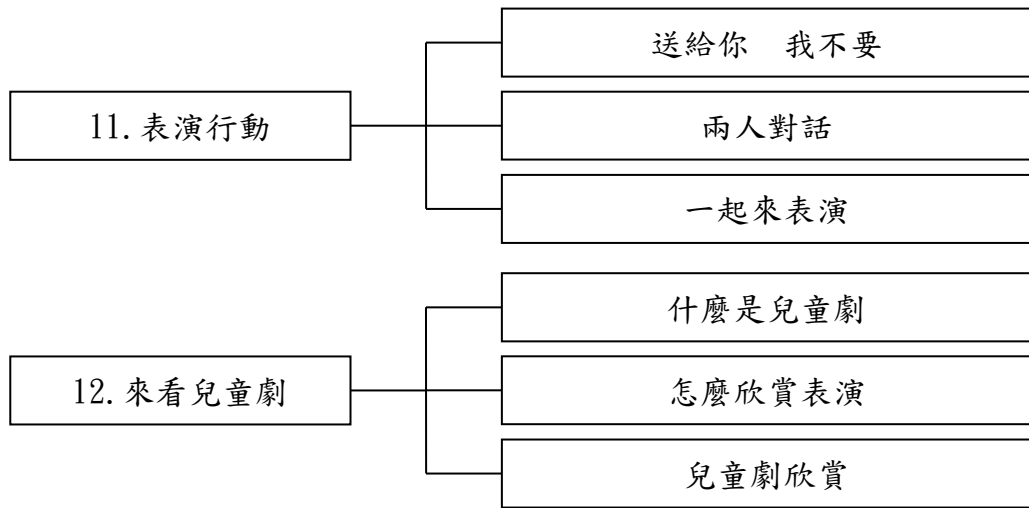 11.表演行動
送給你　我不要
兩人對話
一起來表演
12.來看兒童劇
什麼是兒童劇
怎麼欣賞表演
兒童劇欣賞